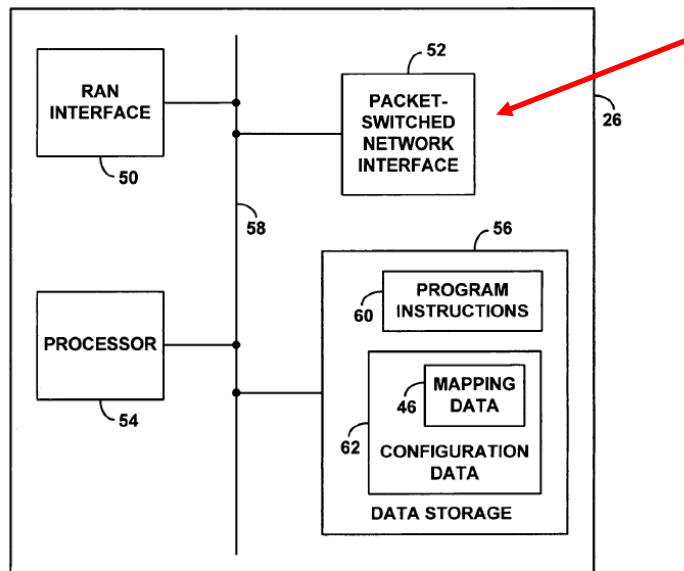 52
RAN
INTERFACE
PACKET-
SWITCHED
NETWORK
INTERFACE
26
50
58
56
PROGRAM
INSTRUCTIONS
60
PROCESSOR
MAPPING
DATA
46
54
62
CONFIGURATION
DATA
DATA STORAGE